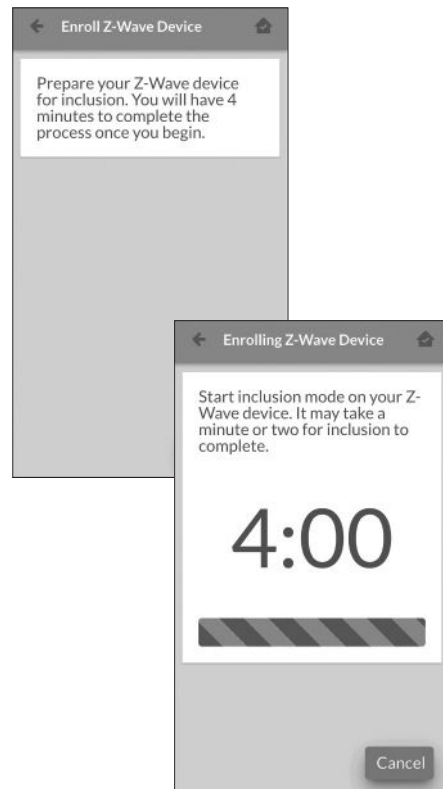 Enroll Z-Wave Device
Prepare your Z-Wave device
for inclusion. You will have 4
minutes to complete the
process once you begin.
Enrolling Z-Wave Device
Start inclusion mode on your Z-
Wave device. It may take a
minute or two for inclusion to
complete.
4:00
Cancel